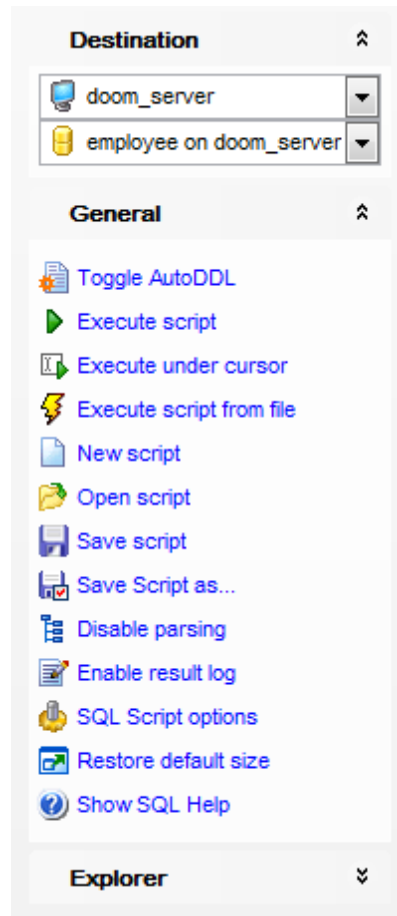 Destination
doom_server
employee on doom_server
General
Toggle AutoDDL
Execute script
Execute under cursor
Execute script from file
New script
Open script
Save script
Save Script as...
Disable parsing
Enable result log
SQL Script options
Restore default size
Show SQL Help
Explorer